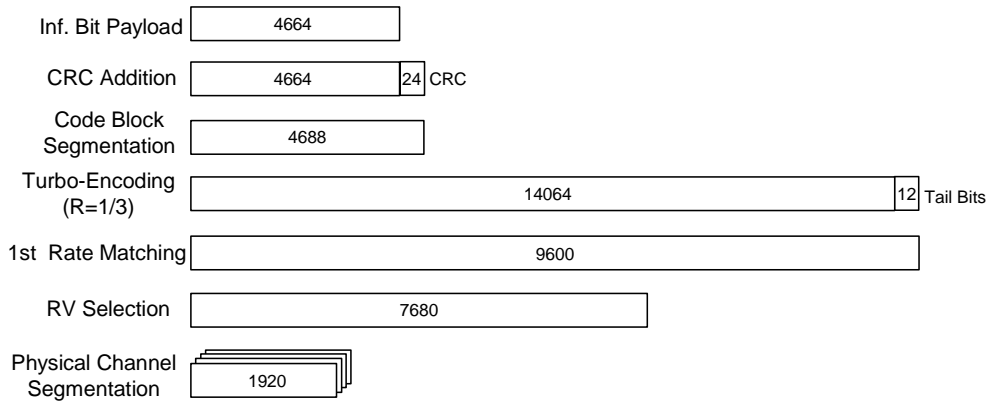 Inf. Bit Payload 4664
CRC Addition 4664 24 CRC
Code Block
Segmentation 4688
Turbo-Encoding
(R=1/3) 14064 12 Tail Bits
1st Rate Matching 9600
RV Selection 7680
Physical Channel
Segmentation 1920